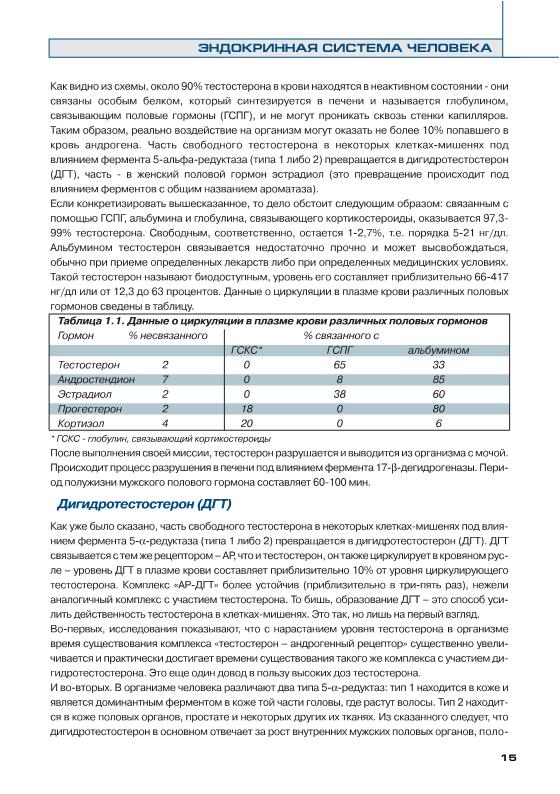 ЭНДОКРИННАЯ СИСТЕМА ЧЕЛОВЕКА
Как видно из схемы, около 90% тестостерона в крови находятся в неактивном состоянии - они
связаны особым белком, который синтезируется в печени и называется глобулином,
связывающим половые гормоны (ГСПГ), и не могут проникать сквозь стенки капилляров.
Таким образом, реально воздействие на организм могут оказать не более 10% попавшего в
кровь андрогена. Часть свободного тестостерона в некоторых клетках-мишенях под
влиянием фермента 5-альфа-редуктаза (типа 1 либо 2) превращается в дигидротестостерон
(ДГТ), часть - в женский половой гормон эстрадиол (это превращение происходит под
влиянием ферментов с общим названием ароматаза).
Если конкретизировать вышесказанное, то дело обстоит следующим образом: связанным с
помощью ГСПГ, альбумина и глобулина, связывающего кортикостероиды, оказывается 97,3-
99% тестостерона. Свободным, соответственно, остается 1-2,7%, т.е. порядка 5-21 нг/дл.
Альбумином тестостерон связывается недостаточно прочно и может высвобождаться,
обычно при приеме определенных лекарств либо при определенных медицинских условиях.
Такой тестостерон называют биодоступным, уровень его составляет приблизительно 66-417
нг/дл или от 12,3 до 63 процентов. Данные о циркуляции в плазме крови различных половых
гормонов сведены в таблицу.
Таблица 1.1. Данные о циркуляции в плазме крови различных половых гормонов
Гормон % несвязанного % связанного с
ГСКС* ГСПГ альбумином
Тестостерон 2 0 65 33
Андростендион 7 0 8 85
Эстрадиол 2 0 38 60
Прогестерон 2 18 0 80
Кортизол 4 20 0 6
* ГСКС - глобулин, связывающий кортикостероиды
После выполнения своей миссии, тестостерон разрушается и выводится из организма с мочой.
Происходит процесс разрушения в печени под влиянием фермента 17-β-дегидрогеназы. Пери-
од полужизни мужского полового гормона составляет 60-100 мин.
Дигидротестостерон (ДГТ)
Как уже было сказано, часть свободного тестостерона в некоторых клетках-мишенях под влия-
нием фермента 5-α-редуктаза (типа 1 либо 2) превращается в дигидротестостерон (ДГТ). ДГТ
связывается с тем же рецептором – АР, что и тестостерон, он также циркулирует в кровяном рус-
ле – уровень ДГТ в плазме крови составляет приблизительно 10% от уровня циркулирующего
тестостерона. Комплекс «АР-ДГТ» более устойчив (приблизительно в три-пять раз), нежели
аналогичный комплекс с участием тестостерона. То бишь, образование ДГТ – это способ уси-
лить действенность тестостерона в клетках-мишенях. Это так, но лишь на первый взгляд.
Во-первых, исследования показывают, что с нарастанием уровня тестостерона в организме
время существования комплекса «тестостерон – андрогенный рецептор» существенно увели-
чивается и практически достигает времени существования такого же комплекса с участием ди-
гидротестостерона. Это еще один довод в пользу высоких доз тестостерона.
И во-вторых. В организме человека различают два типа 5-α-редуктаз: тип 1 находится в коже и
является доминантным ферментом в коже той части головы, где растут волосы. Тип 2 находит-
ся в коже половых органов, простате и некоторых других их тканях. Из сказанного следует, что
дигидротестостерон в основном отвечает за рост внутренних мужских половых органов, поло-
15